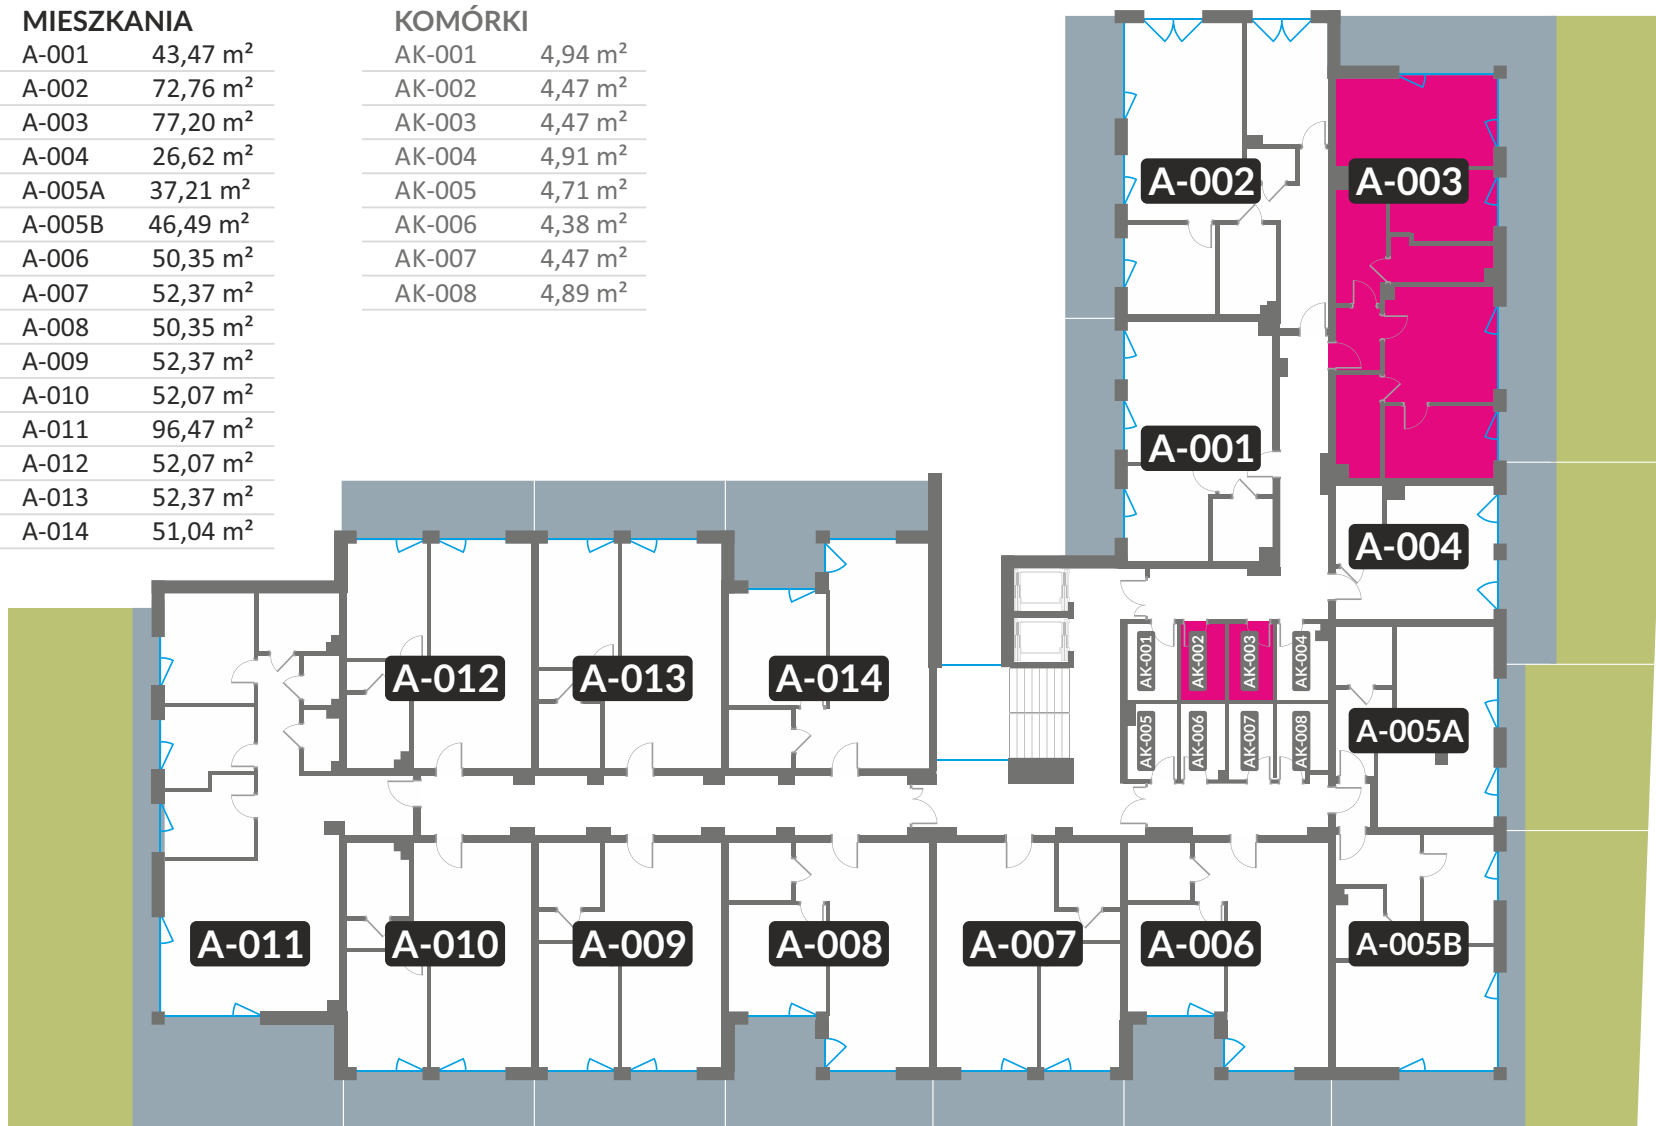 MIESZKANIA
A-001 43,47 m²
A-002 72,76 m²
A-003 77,20 m²
A-004 26,62 m²
A-005A 37,21 m²
A-005B 46,49 m²
A-006 50,35 m²
A-007 52,37 m²
A-008 50,35 m²
A-009 52,37 m²
A-010 52,07 m²
A-011 96,47 m²
A-012 52,07 m²
A-013 52,37 m²
A-014 51,04 m²
KOMÓRKI
AK-001 4,94 m²
AK-002 4,47 m²
AK-003 4,47 m²
AK-004 4,91 m²
AK-005 4,71 m²
AK-006 4,38 m²
AK-007 4,47 m²
AK-008 4,89 m²
A-002
A-003
A-001
A-004
AK-001
AK-002
AK-003
AK-004
A-012
A-013
A-014
AK-005
AK-006
AK-007
AK-008
A-005A
A-011
A-010
A-009
A-008
A-007
A-006
A-005B